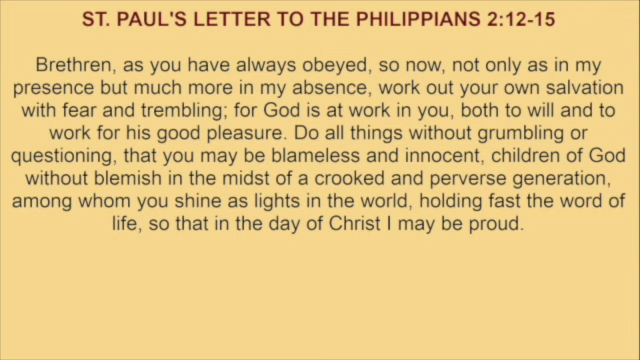 ST. PAUL'S LETTER TO THE PHILIPPIANS 2:12-15
Brethren, as you have always obeyed, so now, not only as in my
presence but much more in my absence, work out your own salvation
with fear and trembling; for God is at work in you, both to will and to
work for his good pleasure. Do all things without grumbling or
questioning, that you may be blameless and innocent, children of God
without blemish in the midst of a crooked and perverse generation,
among whom you shine as lights in the world, holding fast the word of
life, so that in the day of Christ I may be proud.